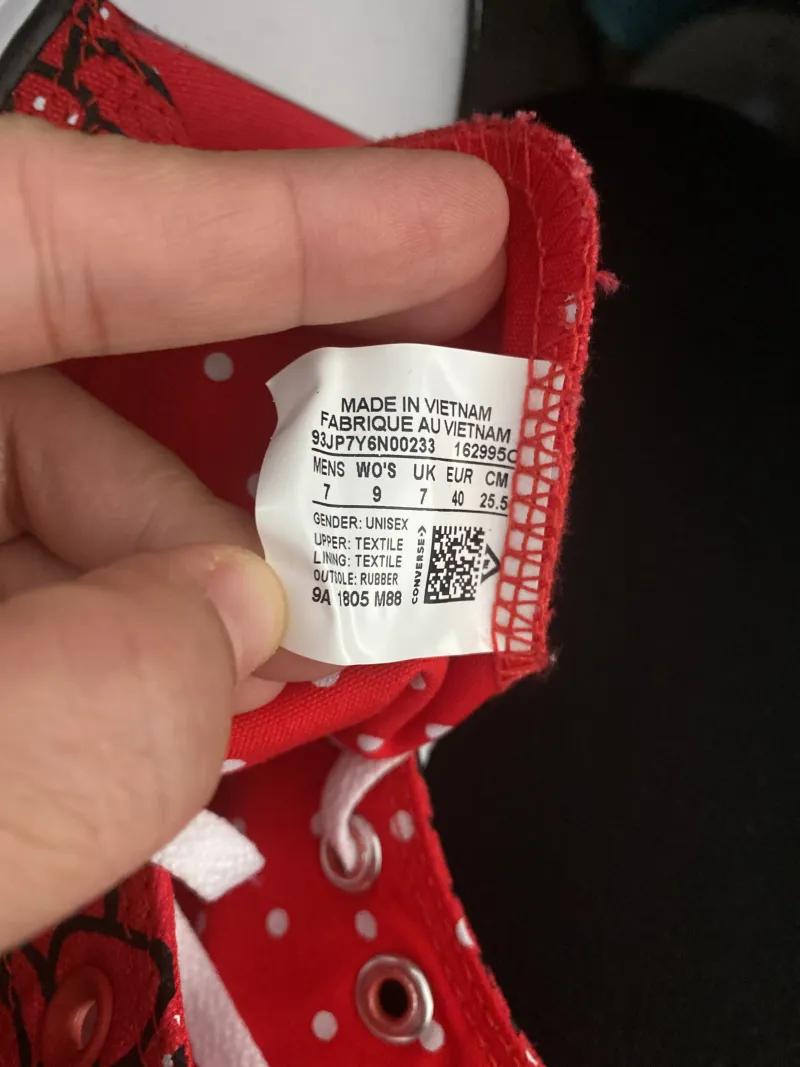 MADE IN VIETNAM
FABRIQUE AU VIETNAM
93JP7Y6N00233 162995C
MENS WO'S UK EUR CM
7 9 7 40 25.5
GENDER: UNISEX
UPPER: TEXTILE
LINING: TEXTILE
OUTSOLE: RUBBER
9A 1805 M88
CONVERSE